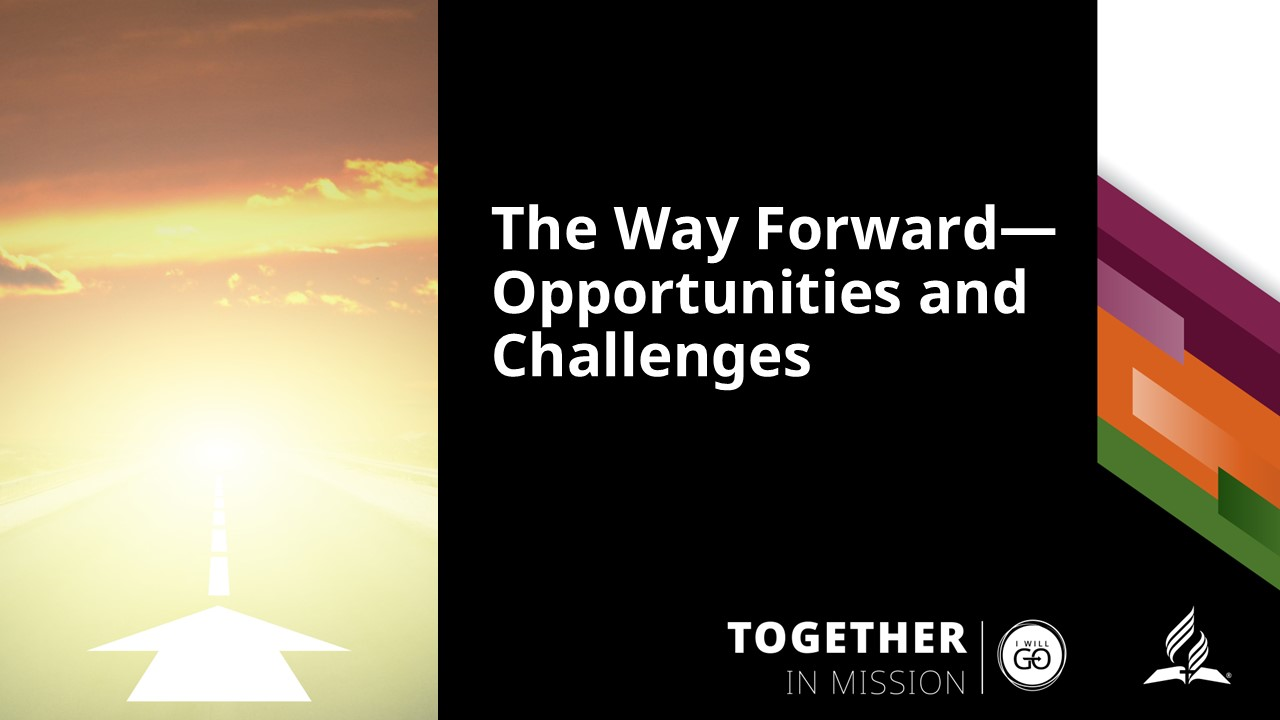 The Way Forward—
Opportunities and
Challenges
TOGETHER
IN MISSION
I WILL
GO
®